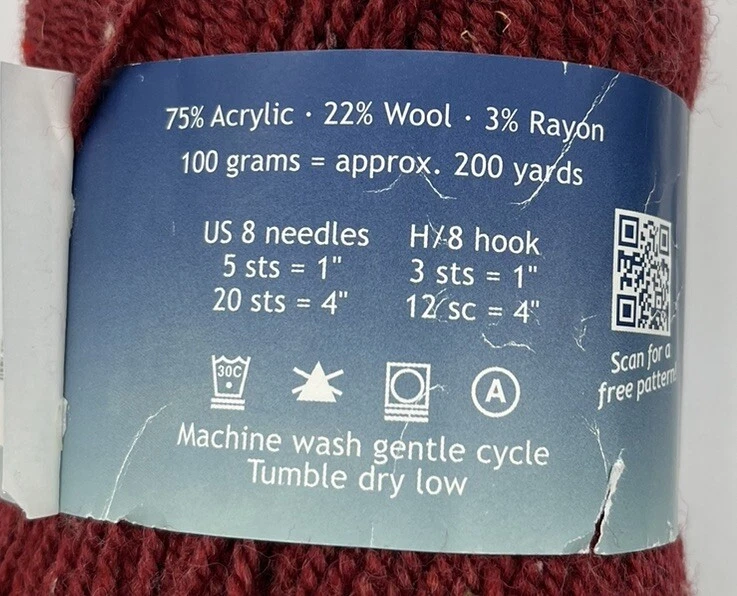 75% Acrylic · 22% Wool · 3% Rayon
100 grams = approx. 200 yards
US 8 needles
5 sts = 1"
20 sts = 4"
H/8 hook
3 sts = 1"
12 sc = 4"
Scan for a
free pattern!
30C
A
Machine wash gentle cycle
Tumble dry low